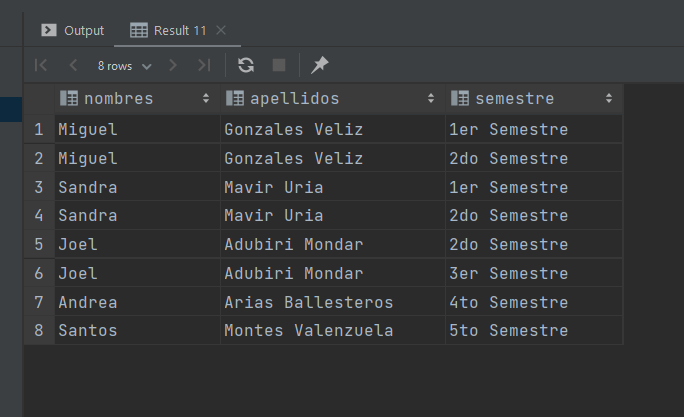 Output Result 11
8 rows
nombres apellidos semestre
1 Miguel Gonzales Veliz 1er Semestre
2 Miguel Gonzales Veliz 2do Semestre
3 Sandra Mavir Uria 1er Semestre
4 Sandra Mavir Uria 2do Semestre
5 Joel Adubiri Mondar 2do Semestre
6 Joel Adubiri Mondar 3er Semestre
7 Andrea Arias Ballesteros 4to Semestre
8 Santos Montes Valenzuela 5to Semestre